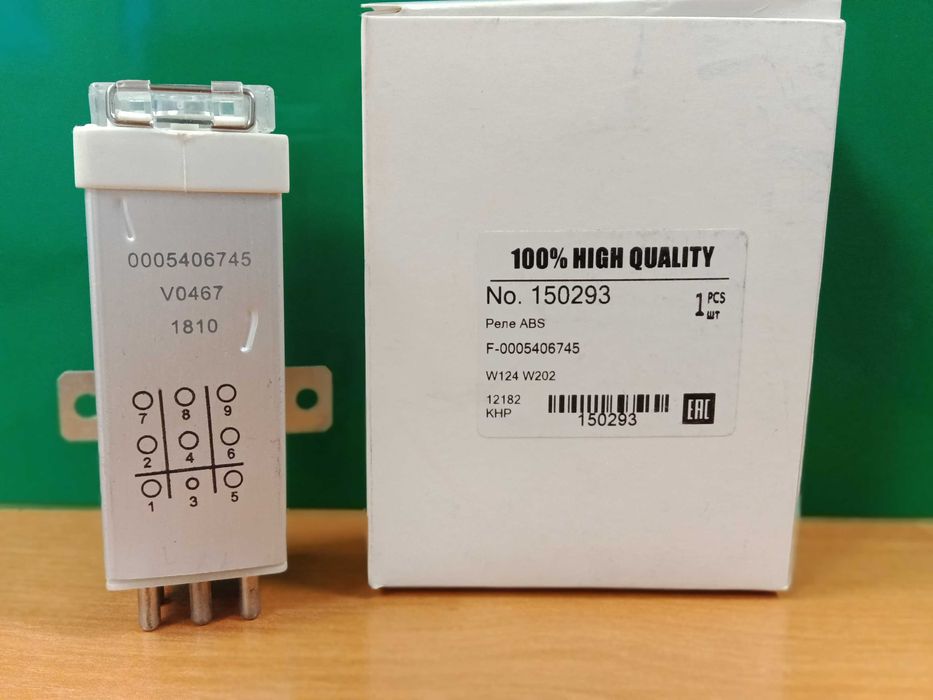 0005406745
V0467
1810
7 8 9
2 4 6
1 3 5
100% HIGH QUALITY
No. 150293
1 PCS
шт
Реле ABS
F-0005406745
W124 W202
12182
КНР
150293
EAC